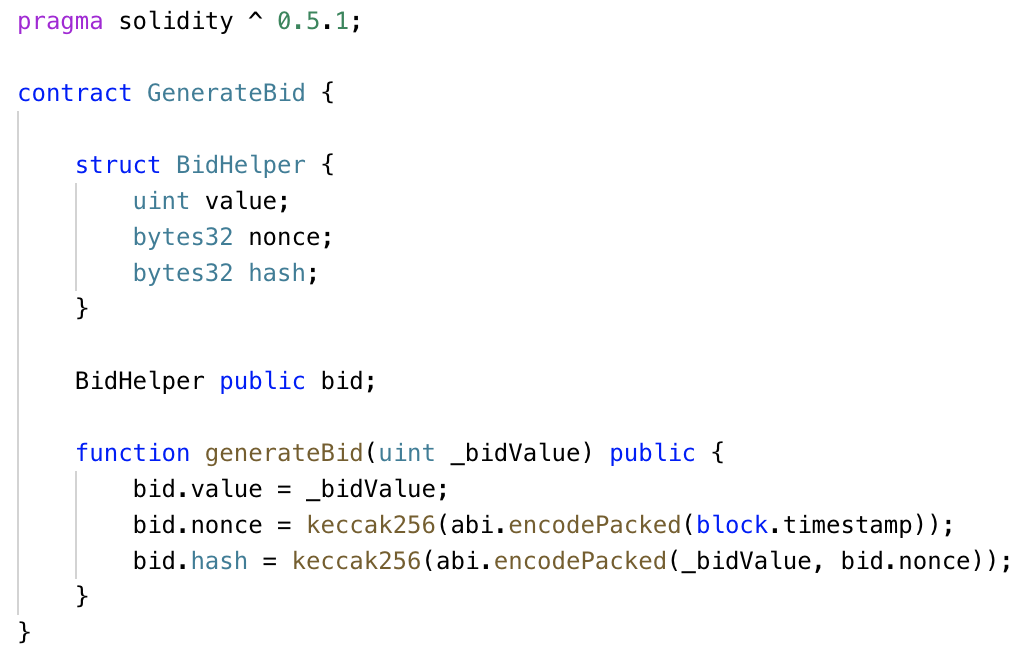 pragma solidity ^ 0.5.1;
contract GenerateBid {
struct BidHelper {
uint value;
bytes32 nonce;
bytes32 hash;
}
BidHelper public bid;
function generateBid(uint _bidValue) public {
bid.value = _bidValue;
bid.nonce = keccak256(abi.encodePacked(block.timestamp));
bid.hash = keccak256(abi.encodePacked(_bidValue, bid.nonce));
}
}